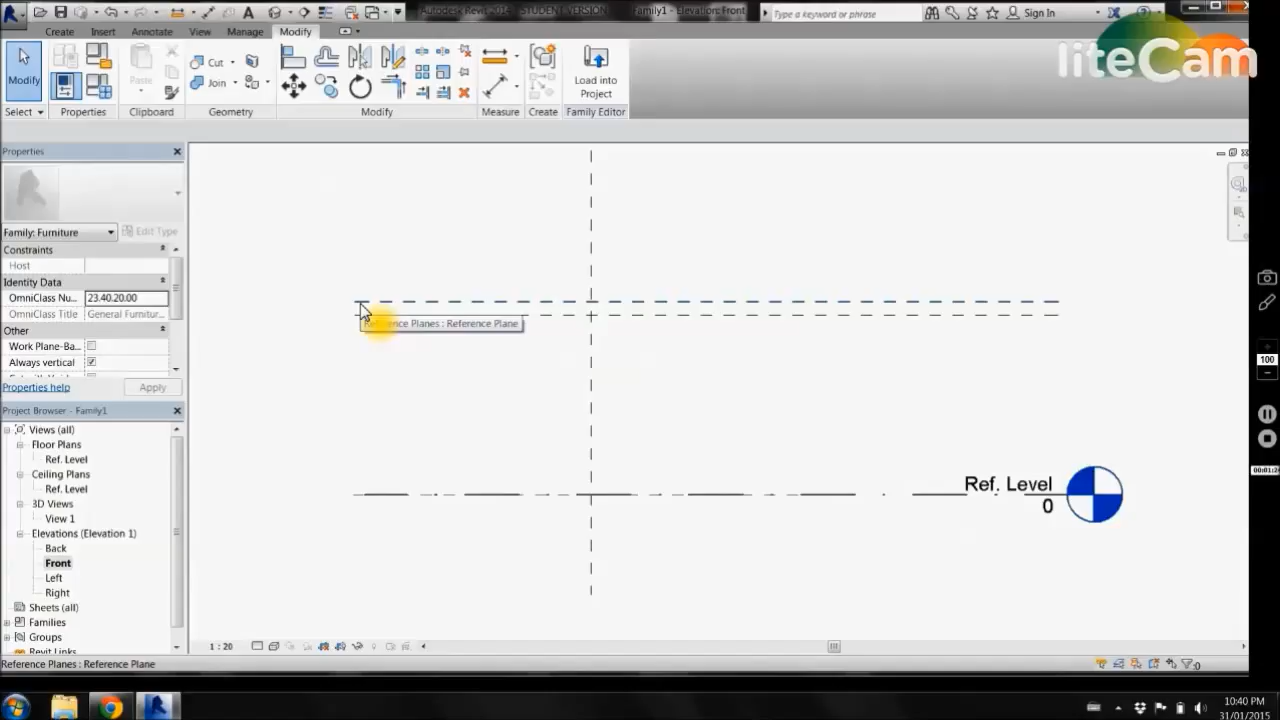 Autodesk Revit 2014 - STUDENT VERSION - Family1 - Elevation: Front
Type a keyword or phrase
Sign In
Create Insert Annotate View Manage Modify
liteCam
Modify
Cut
Join
Paste
Load into
Project
Select Properties Clipboard Geometry Modify Measure Create Family Editor
Properties
Family: Furniture
Edit Type
Constraints
Host
Identity Data
OmniClass Nu... 23.40.20.00
OmniClass Title General Furnitur...
Other
Work Plane-Ba...
Always vertical
Properties help
Apply
Reference Planes : Reference Plane
Project Browser - Family1
Views (all)
Floor Plans
Ref. Level
Ceiling Plans
Ref. Level
3D Views
View 1
Elevations (Elevation 1)
Back
Front
Left
Right
Sheets (all)
Families
Groups
Revit Links
Ref. Level
0
100
1 : 20
Reference Planes : Reference Plane
:0
10:40 PM
31/01/2015